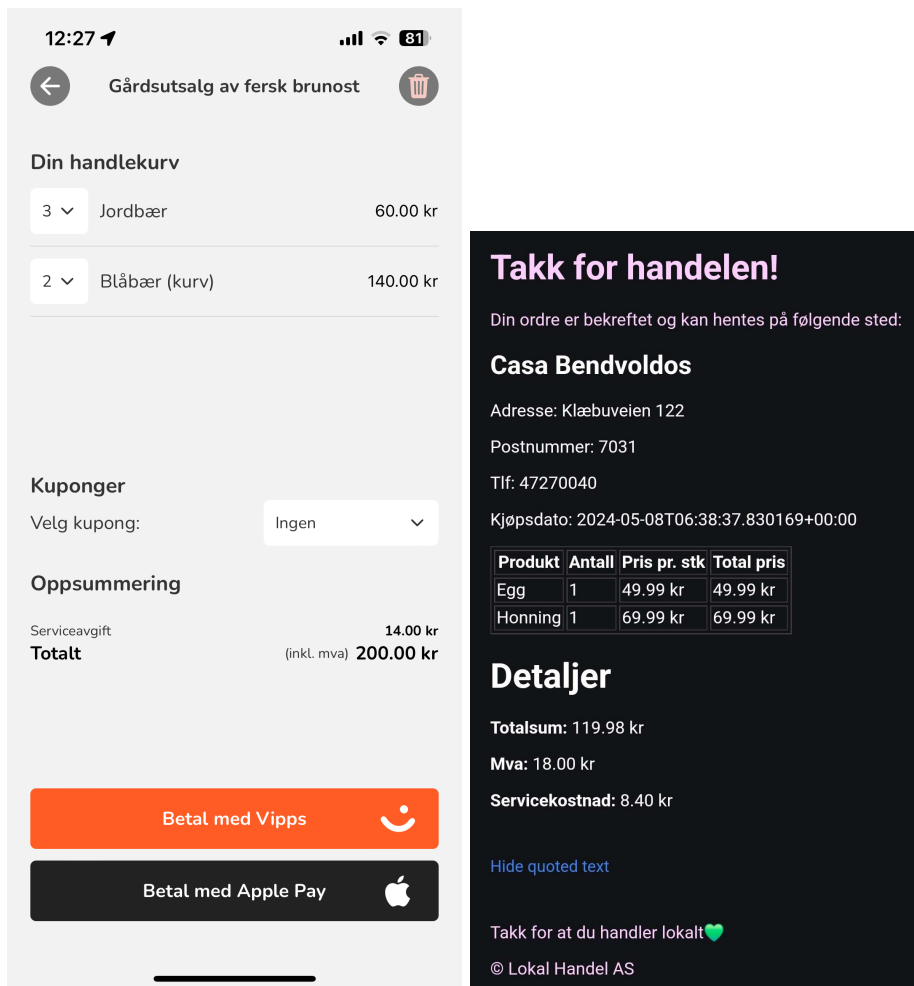 12:27
81
Gårdsutsalg av fersk brunost
Din handlekurv
3 Jordbær 60.00 kr
2 Blåbær (kurv) 140.00 kr
Kuponger
Velg kupong: Ingen
Oppsummering
Serviceavgift 14.00 kr
Totalt (inkl. mva) 200.00 kr
Betal med Vipps
Betal med Apple Pay
Takk for handelen!
Din ordre er bekreftet og kan hentes på følgende sted:
Casa Bendvoldos
Adresse: Klæbuveien 122
Postnummer: 7031
Tlf: 47270040
Kjøpsdato: 2024-05-08T06:38:37.830169+00:00
Produkt Antall Pris pr. stk Total pris
Egg 1 49.99 kr 49.99 kr
Honning 1 69.99 kr 69.99 kr
Detaljer
Totalsum: 119.98 kr
Mva: 18.00 kr
Servicekostnad: 8.40 kr
Hide quoted text
Takk for at du handler lokalt💚
© Lokal Handel AS